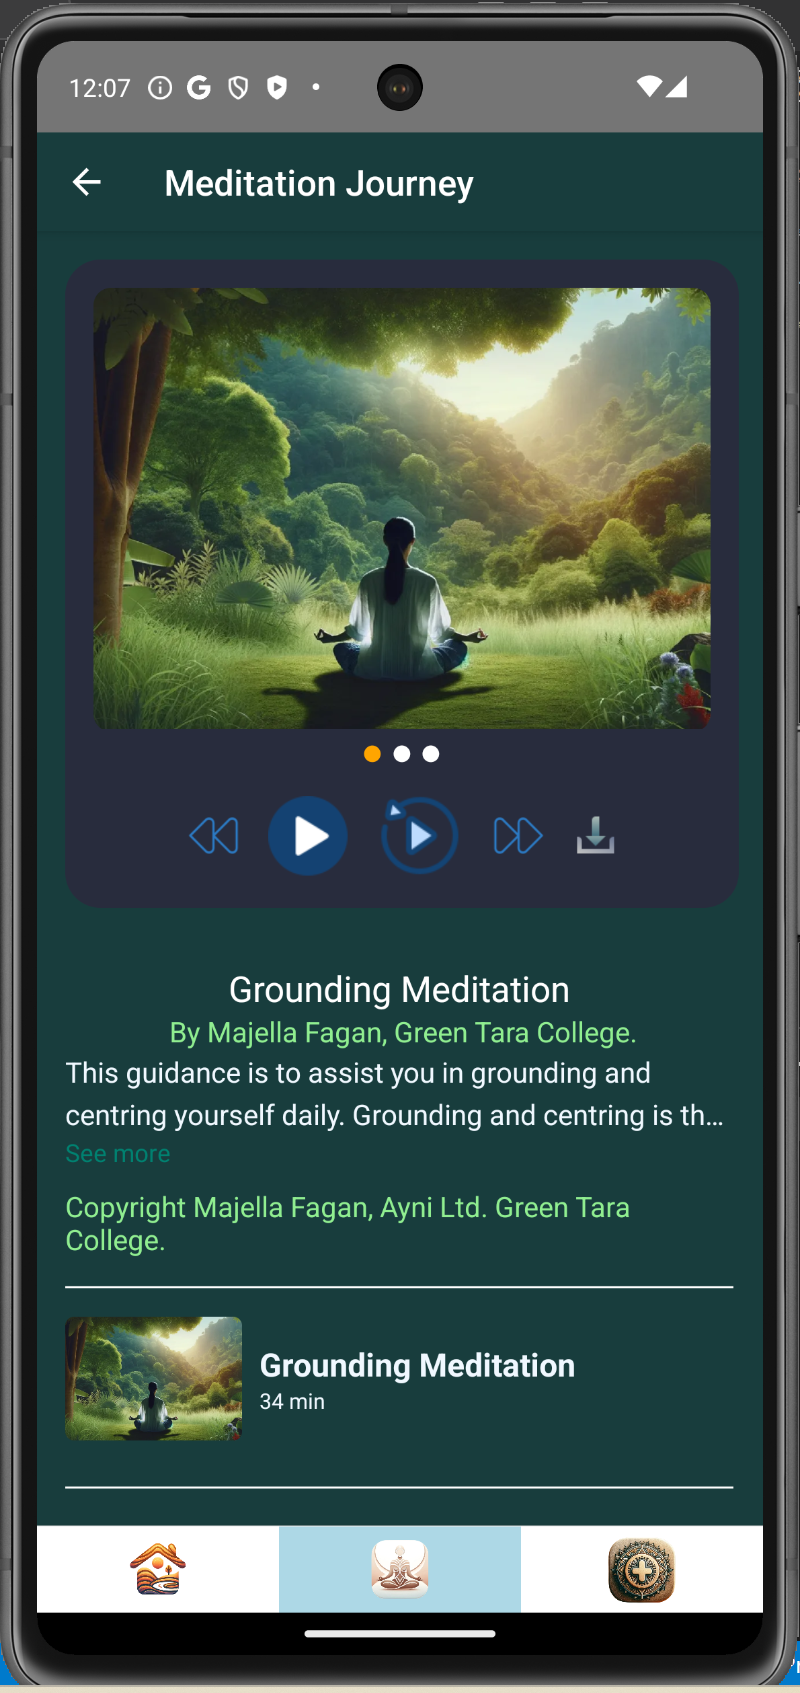 12:07
Meditation Journey
Grounding Meditation
By Majella Fagan, Green Tara College.
This guidance is to assist you in grounding and
centring yourself daily. Grounding and centring is th...
See more
Copyright Majella Fagan, Ayni Ltd. Green Tara
College.
Grounding Meditation
34 min